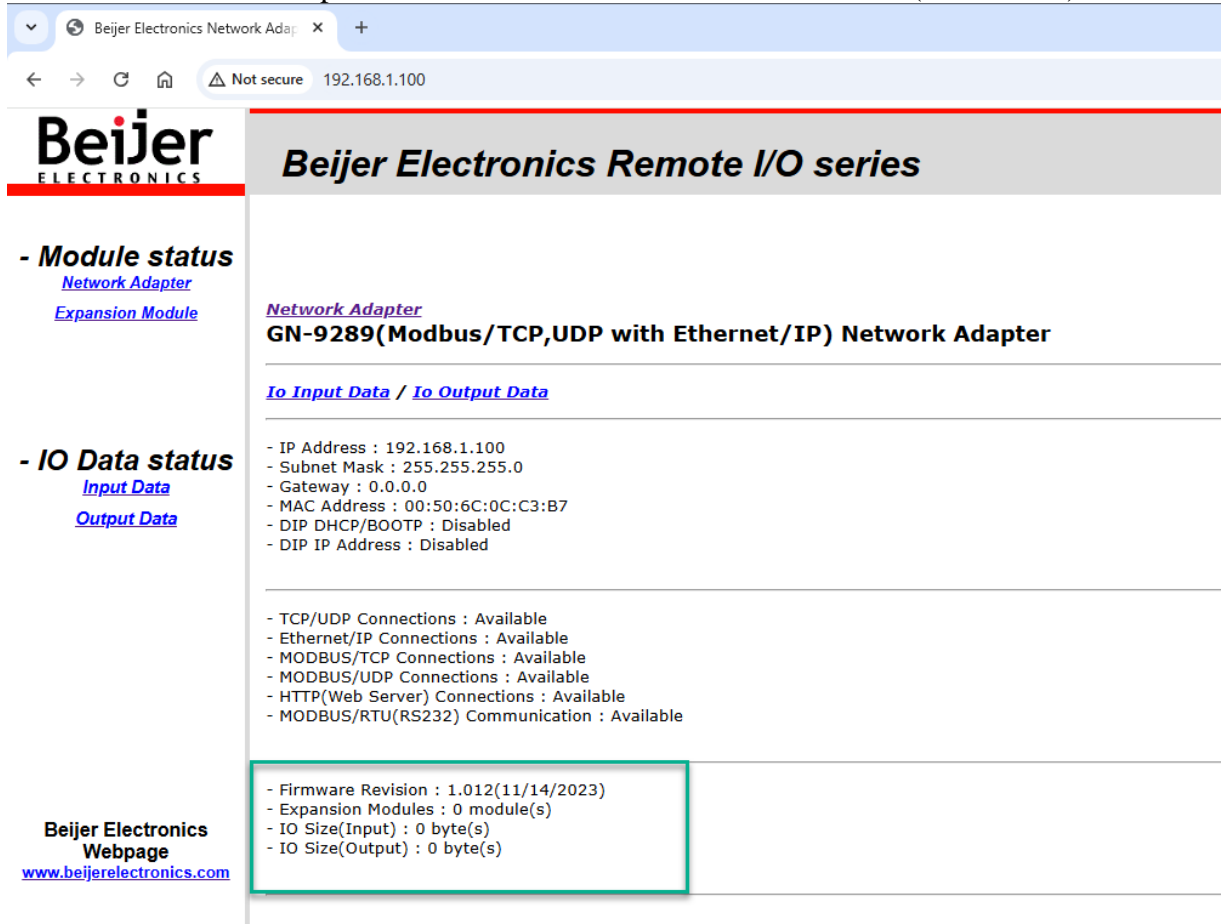 Beijer Electronics Network Adap
Not secure 192.168.1.100
Beijer
ELECTRONICS
Beijer Electronics Remote I/O series
- Module status
Network Adapter
Expansion Module
- IO Data status
Input Data
Output Data
Beijer Electronics
Webpage
www.beijerelectronics.com
Network Adapter
GN-9289(Modbus/TCP,UDP with Ethernet/IP) Network Adapter
Io Input Data / Io Output Data
- IP Address : 192.168.1.100
- Subnet Mask : 255.255.255.0
- Gateway : 0.0.0.0
- MAC Address : 00:50:6C:0C:C3:B7
- DIP DHCP/BOOTP : Disabled
- DIP IP Address : Disabled
- TCP/UDP Connections : Available
- Ethernet/IP Connections : Available
- MODBUS/TCP Connections : Available
- MODBUS/UDP Connections : Available
- HTTP(Web Server) Connections : Available
- MODBUS/RTU(RS232) Communication : Available
- Firmware Revision : 1.012(11/14/2023)
- Expansion Modules : 0 module(s)
- IO Size(Input) : 0 byte(s)
- IO Size(Output) : 0 byte(s)